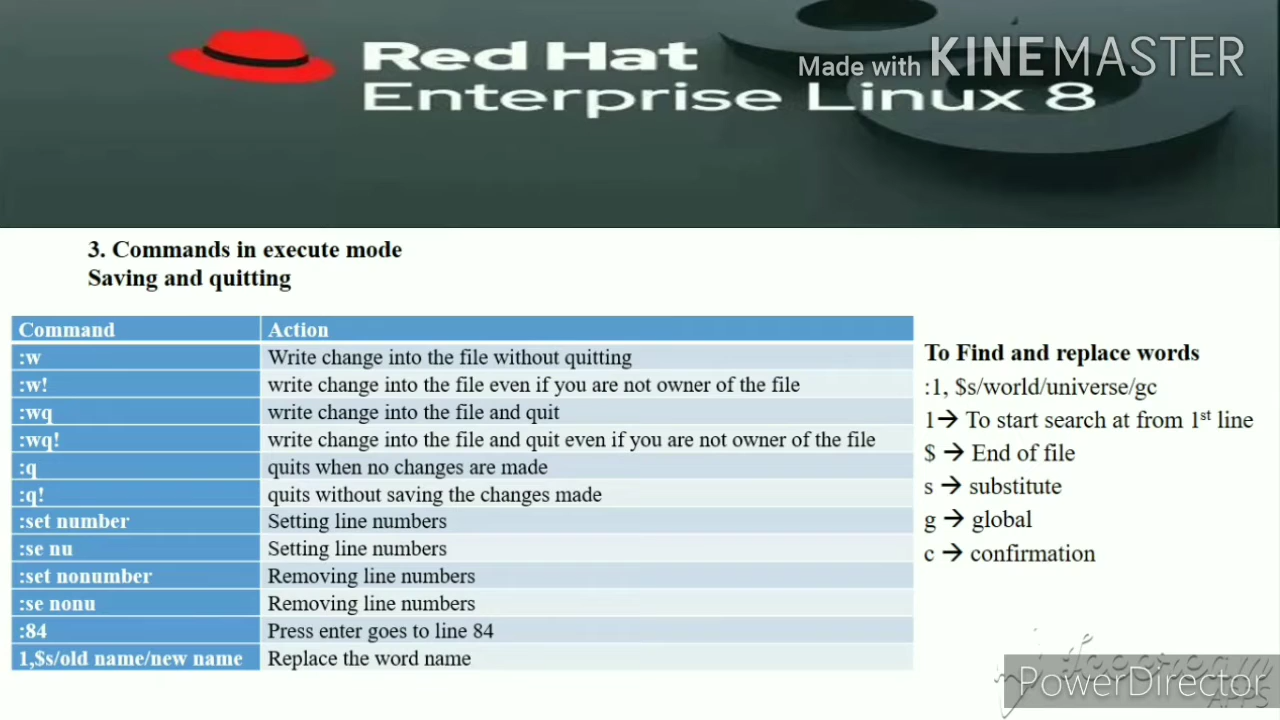 Red Hat
Enterprise Linux 8
Made with KINEMASTER
3. Commands in execute mode
Saving and quitting
Command Action
:w Write change into the file without quitting
:w! write change into the file even if you are not owner of the file
:wq write change into the file and quit
:wq! write change into the file and quit even if you are not owner of the file
:q quits when no changes are made
:q! quits without saving the changes made
:set number Setting line numbers
:se nu Setting line numbers
:set nonumber Removing line numbers
:se nonu Removing line numbers
:84 Press enter goes to line 84
1,$s/old name/new name Replace the word name
To Find and replace words
:1, $s/world/universe/gc
1→ To start search at from 1st line
$ → End of file
s → substitute
g → global
c → confirmation
PowerDirector
APPS